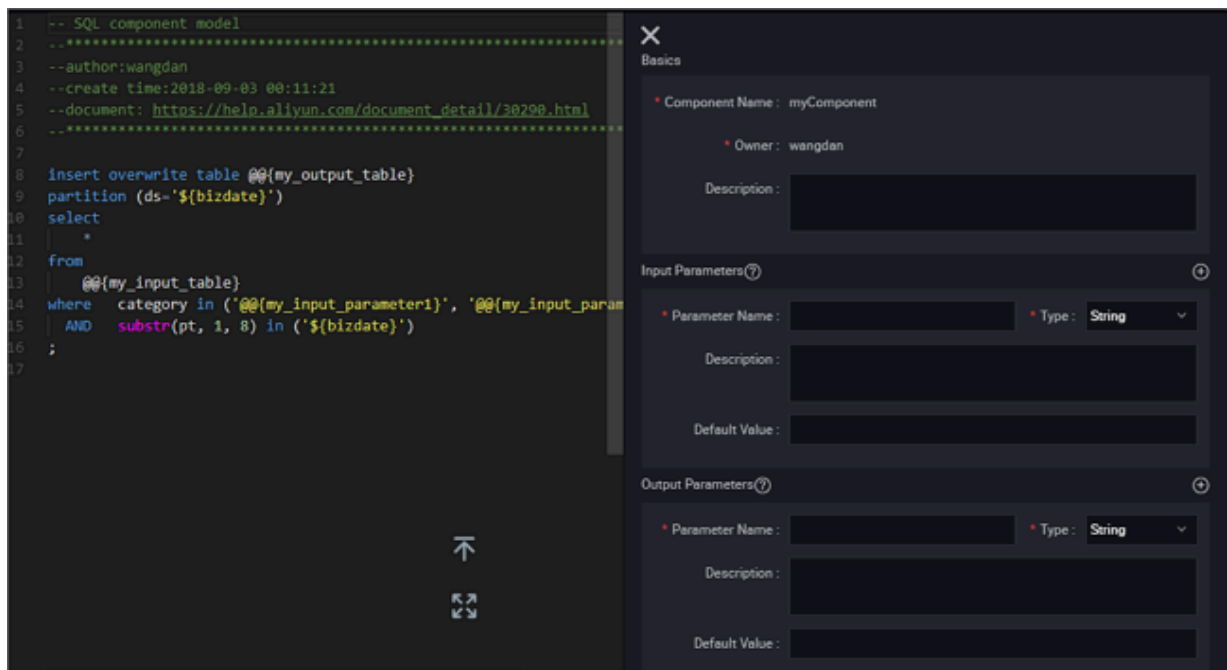 1 -- SQL component model
2 --******************************************************************************
3 --author:wangdan
4 --create time:2018-09-03 00:11:21
5 --document: https://help.aliyun.com/document_detail/30290.html
6 --******************************************************************************
7
8 insert overwrite table @@{my_output_table}
9 partition (ds='${bizdate}')
10 select
11 *
12 from
13 @@{my_input_table}
14 where category in ('@@{my_input_parameter1}', '@@{my_input_param
15 AND substr(pt, 1, 8) in ('${bizdate}')
16 ;
17
Basics
* Component Name : myComponent
* Owner : wangdan
Description :
Input Parameters?
* Parameter Name : * Type : String
Description :
Default Value :
Output Parameters?
* Parameter Name : * Type : String
Description :
Default Value :